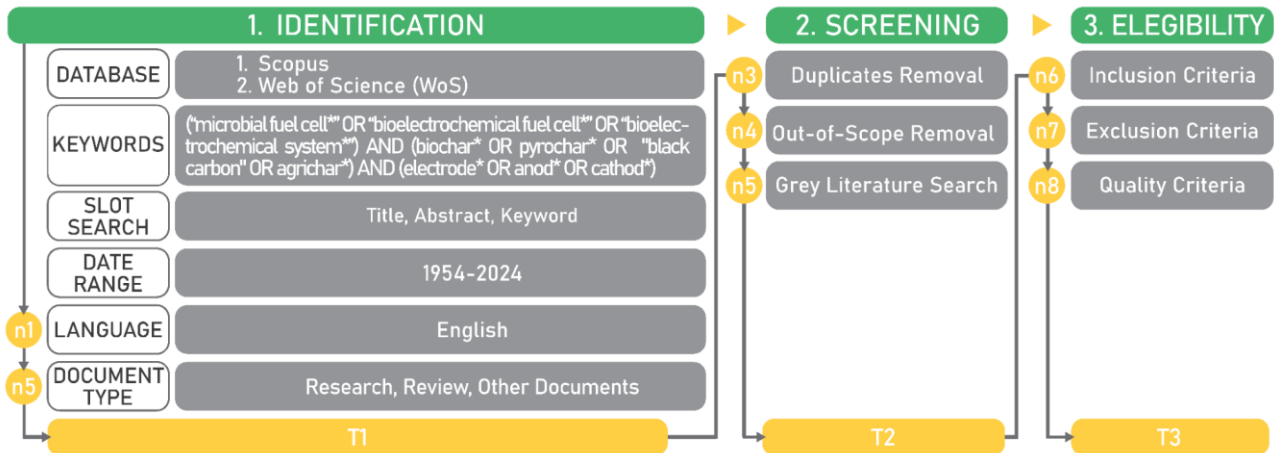 1. IDENTIFICATION
DATABASE
1. Scopus
2. Web of Science (WoS)
KEYWORDS
("microbial fuel cell*" OR "bioelectrochemical fuel cell*" OR "bioelec-
trochemical system*") AND (biochar* OR pyrochar* OR "black
carbon" OR agrichar*) AND (electrode* OR anod* OR cathod*)
SLOT
SEARCH
Title, Abstract, Keyword
DATE
RANGE
1954-2024
n1
LANGUAGE
English
n5
DOCUMENT
TYPE
Research, Review, Other Documents
T1
2. SCREENING
n3
Duplicates Removal
n4
Out-of-Scope Removal
n5
Grey Literature Search
T2
3. ELEGIBILITY
n6
Inclusion Criteria
n7
Exclusion Criteria
n8
Quality Criteria
T3